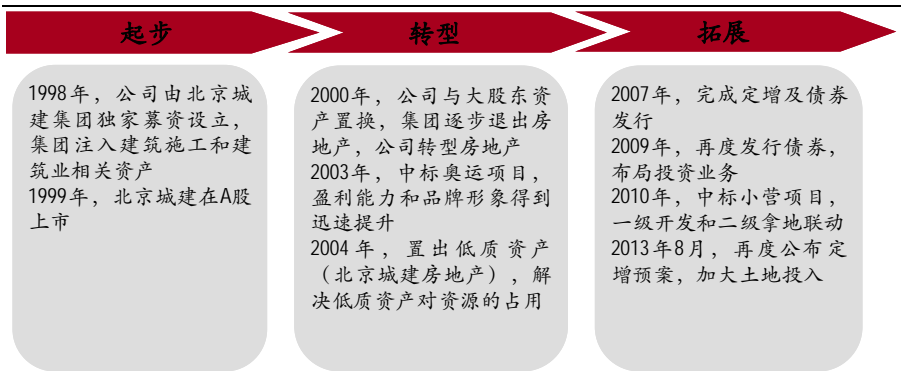 起步
1998年，公司由北京城
建集团独家募资设立，
集团注入建筑施工和建
筑业相关资产
1999年，北京城建在A股
上市
转型
2000年，公司与大股东资
产置换，集团逐步退出房
地产，公司转型房地产
2003年，中标奥运项目，
盈利能力和品牌形象得到
迅速提升
2004年，置出低质资产
（北京城建房地产），解
决低质资产对资源的占用
拓展
2007年，完成定增及债券
发行
2009年，再度发行债券，
布局投资业务
2010年，中标小营项目，
一级开发和二级拿地联动
2013年8月，再度公布定
增预案，加大土地投入